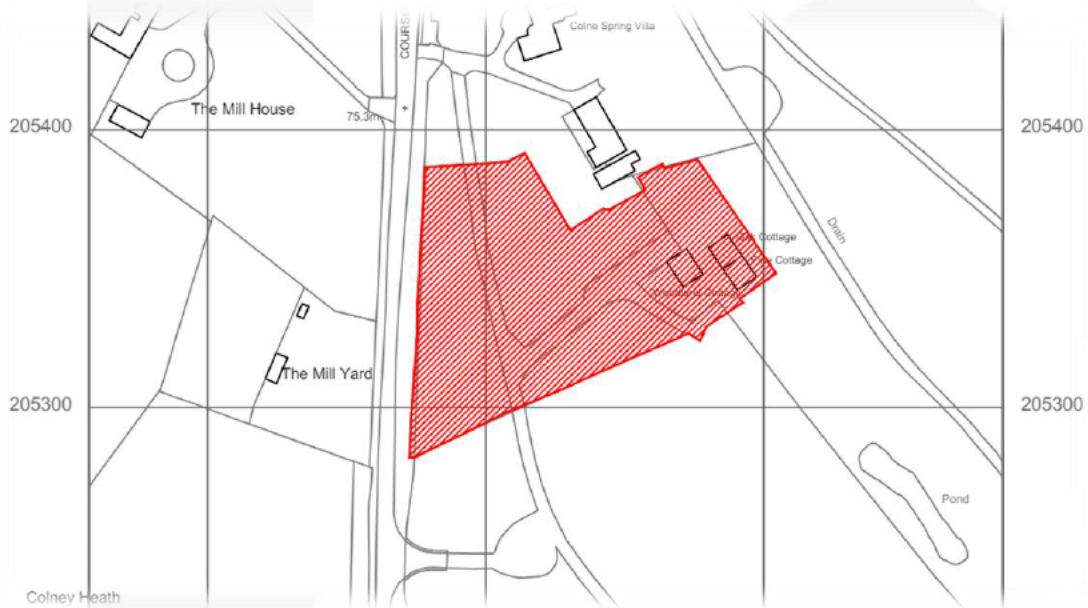 COURSE
Colne Spring Villa
The Mill House
75.3m
205400
205400
Drain
Cottage
Cottage
The Mill Yard
205300
205300
Pond
Colney Heath